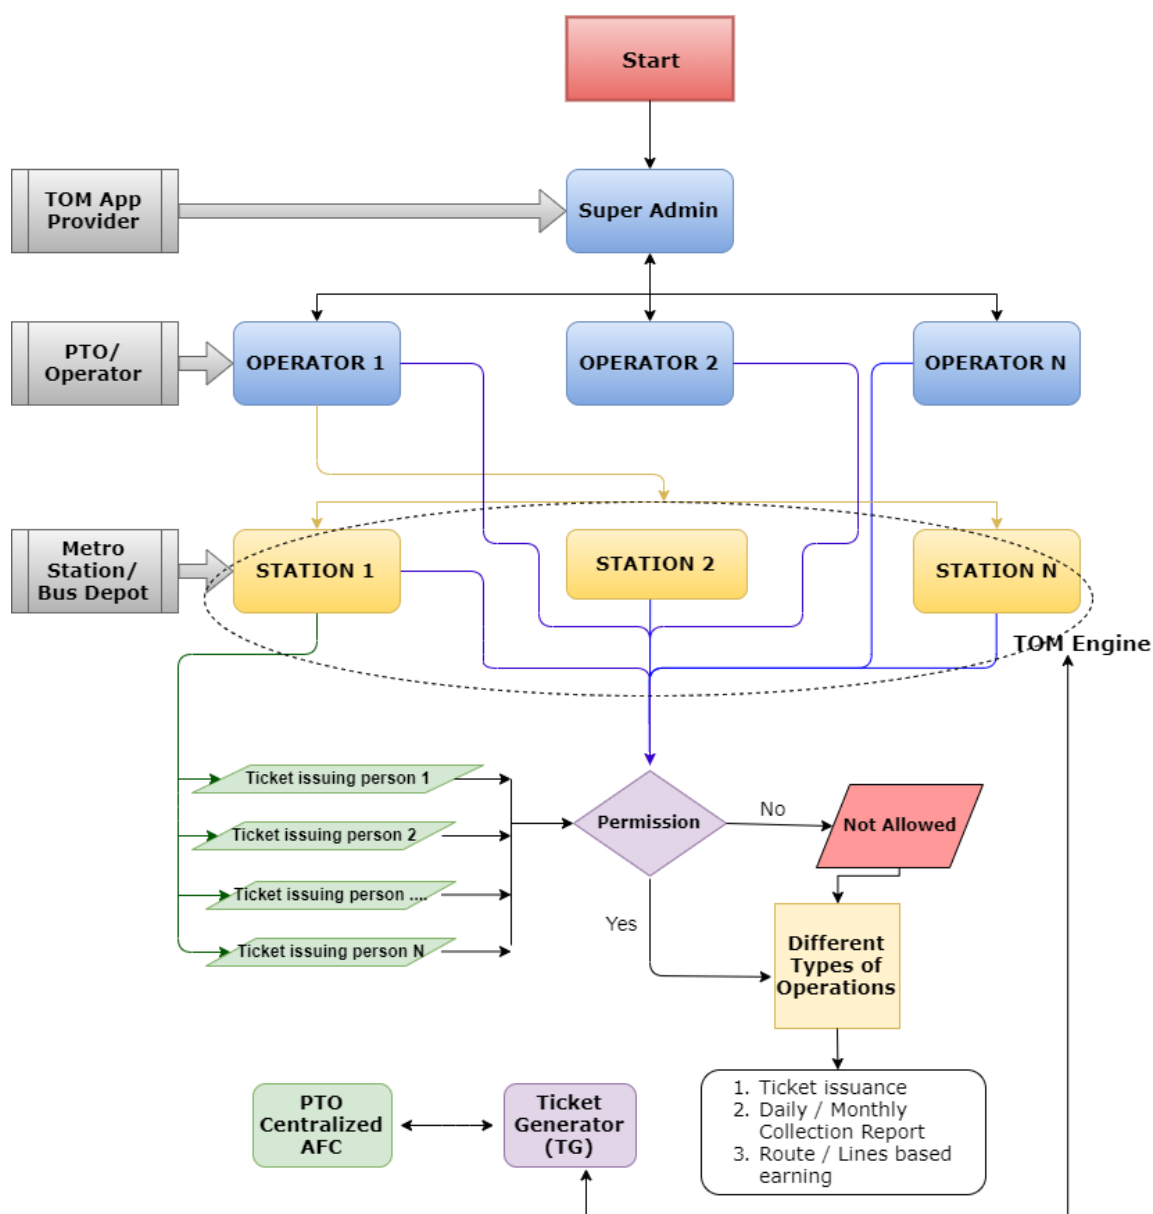 Start
TOM App
Provider
Super Admin
PTO/
Operator
OPERATOR 1
OPERATOR 2
OPERATOR N
Metro
Station/
Bus Depot
STATION 1
STATION 2
STATION N
TOM Engine
Ticket issuing person 1
Ticket issuing person 2
Ticket issuing person ....
Ticket issuing person N
Permission
No
Not Allowed
Yes
Different
Types of
Operations
1. Ticket issuance
2. Daily / Monthly
Collection Report
3. Route / Lines based
earning
PTO
Centralized
AFC
Ticket
Generator
(TG)